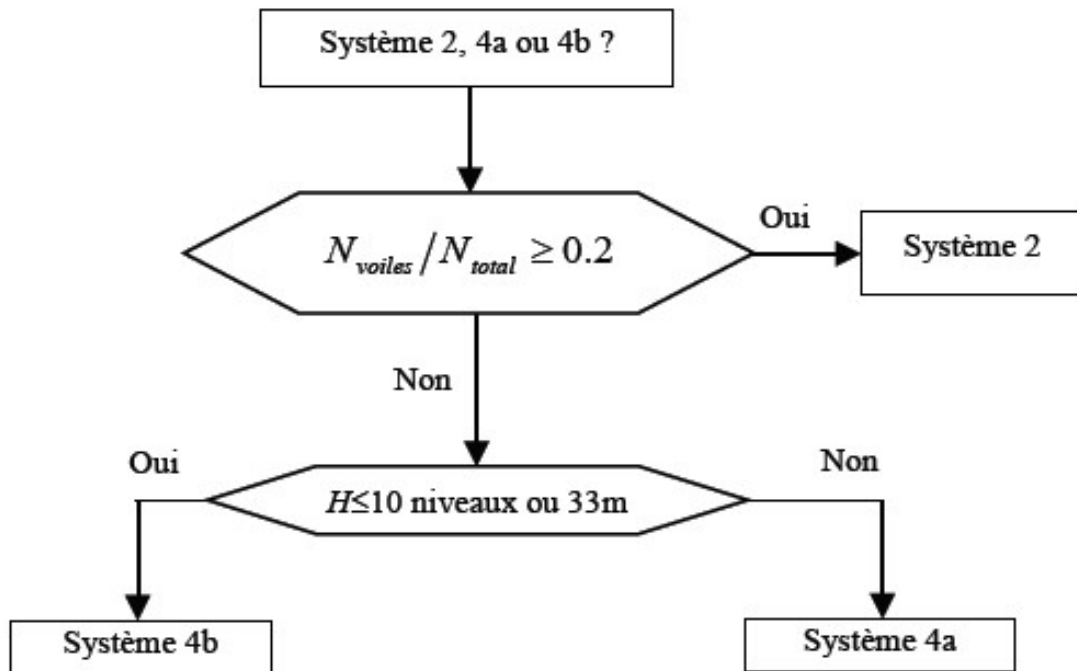 Système 2, 4a ou 4b ?
N_voiles/N_total ≥ 0.2
Oui
Système 2
Non
Oui
Non
H≤10 niveaux ou 33m
Système 4b
Système 4a